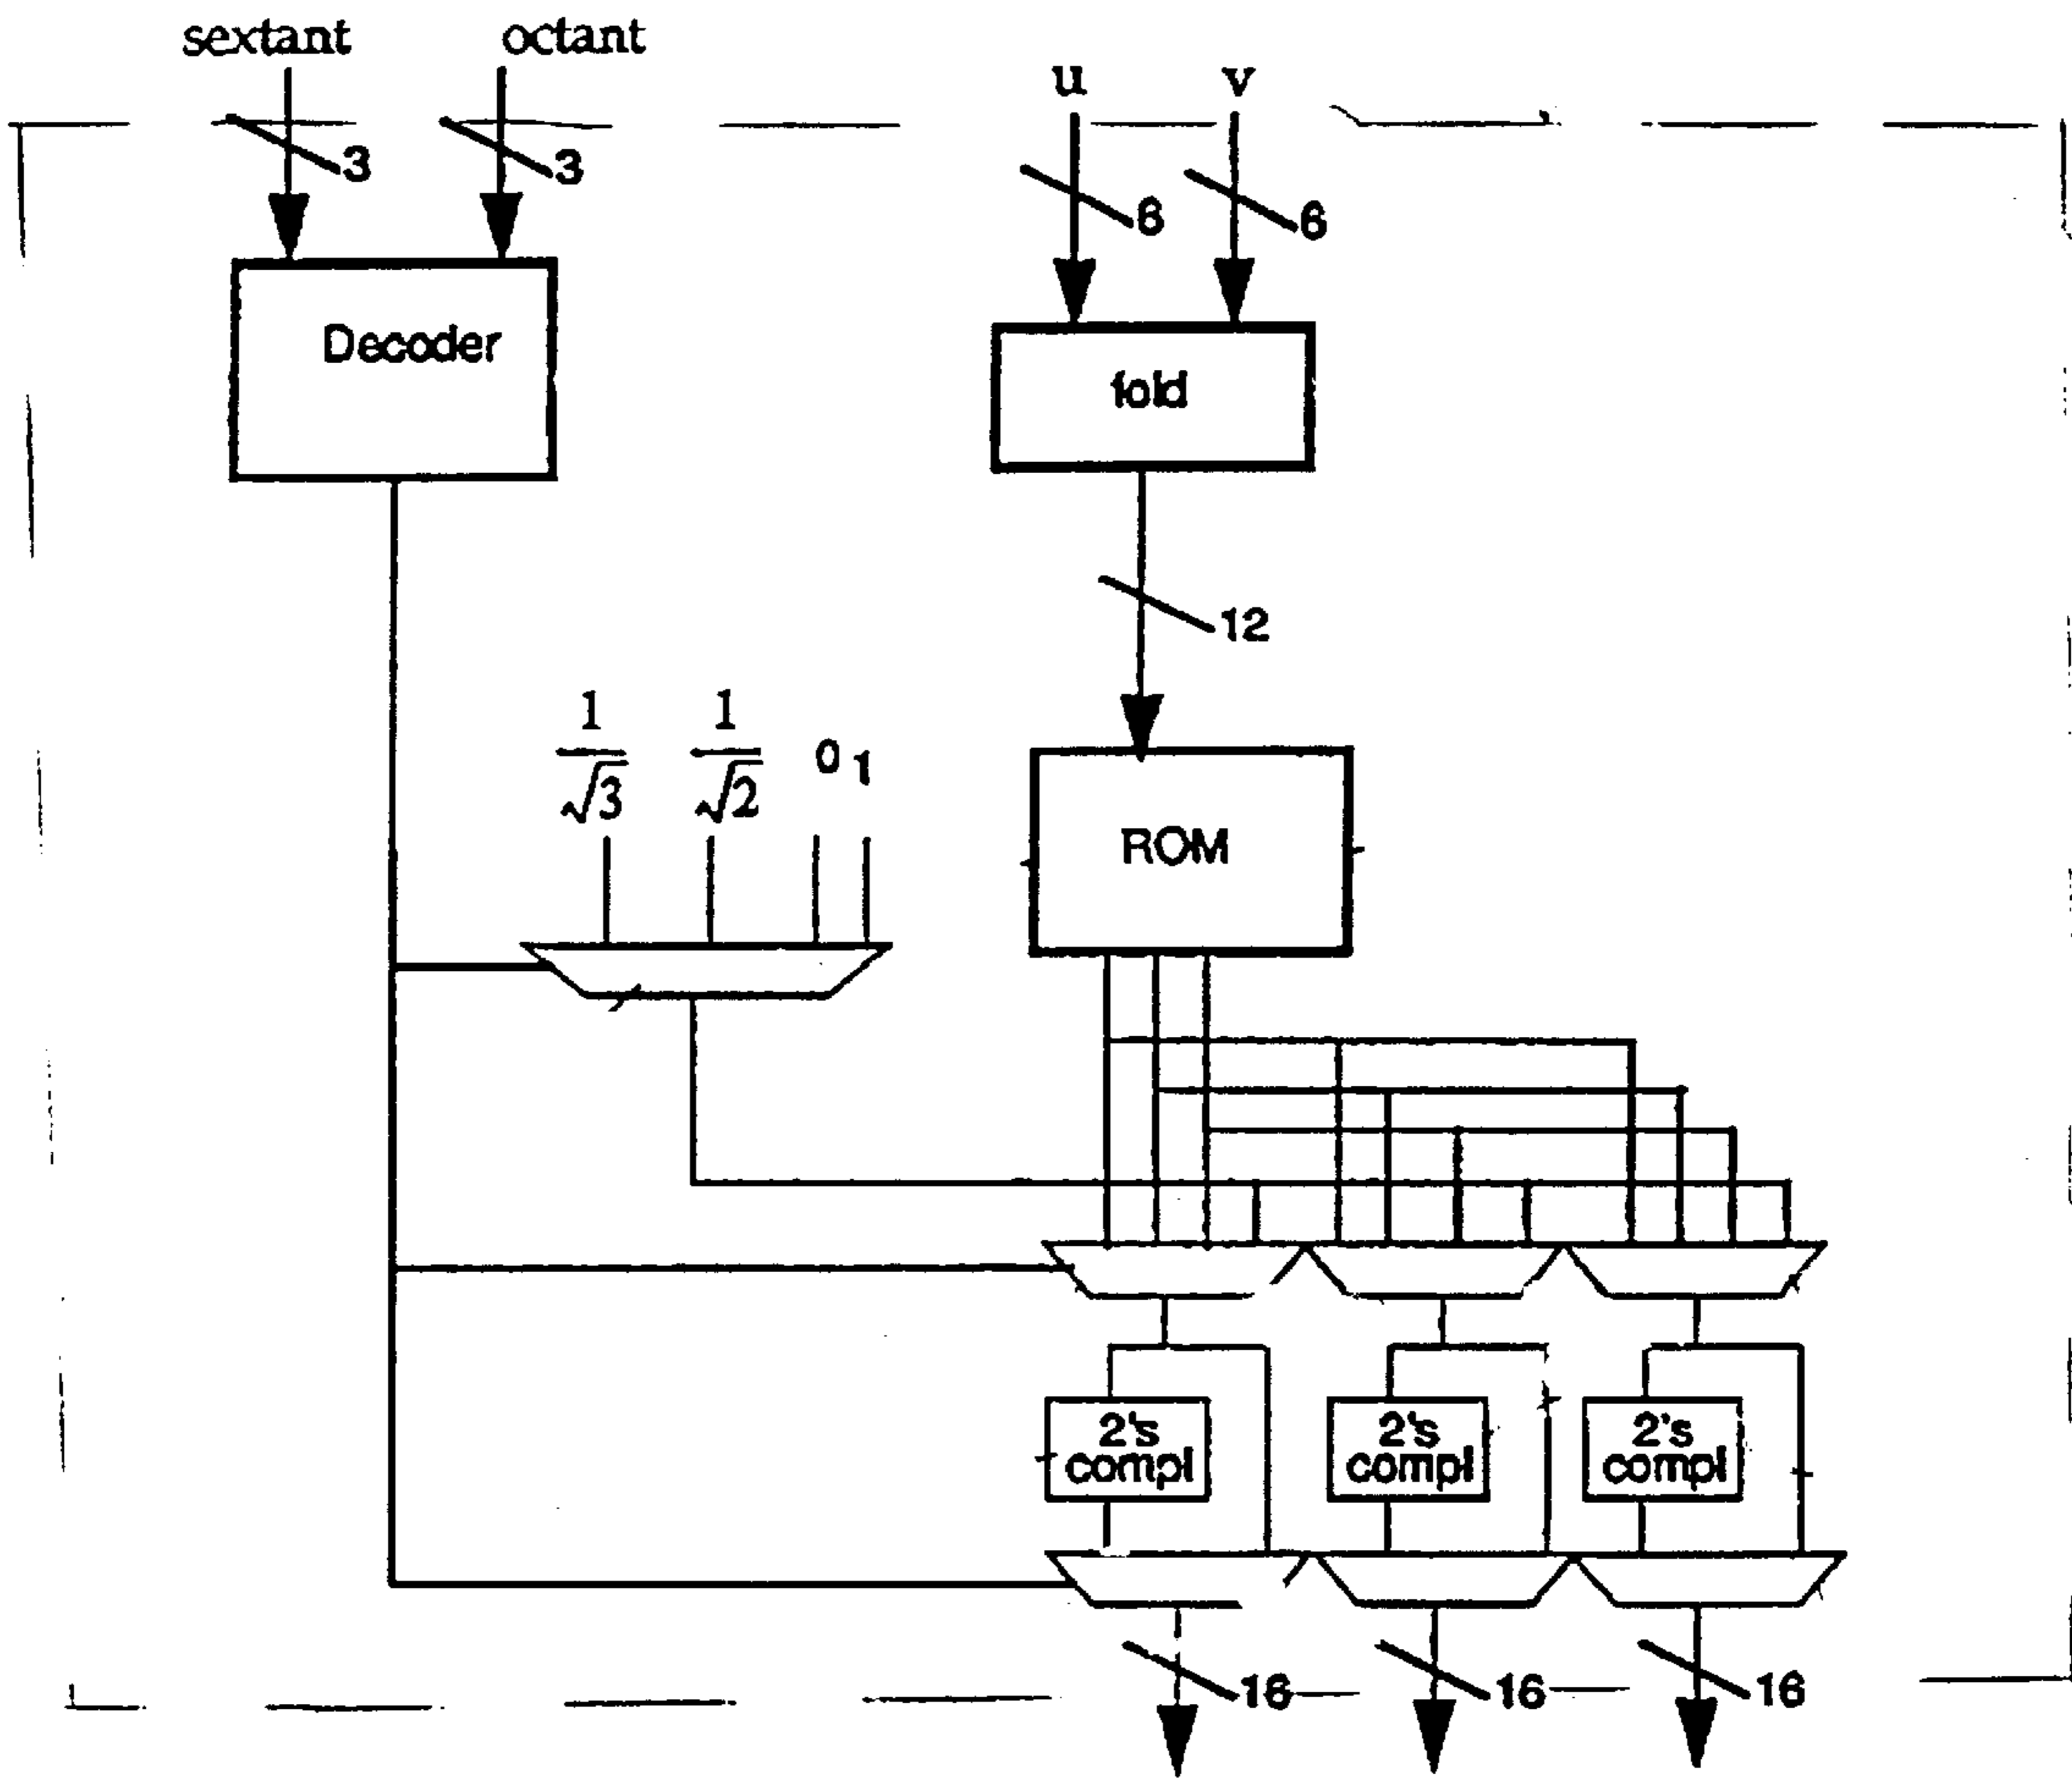 sextant octant
u v
3 3
6 6
Decoder
fold
12
1/√3 1/√2 0 1
ROM
2's compl 2's compl 2's compl
16 16 16